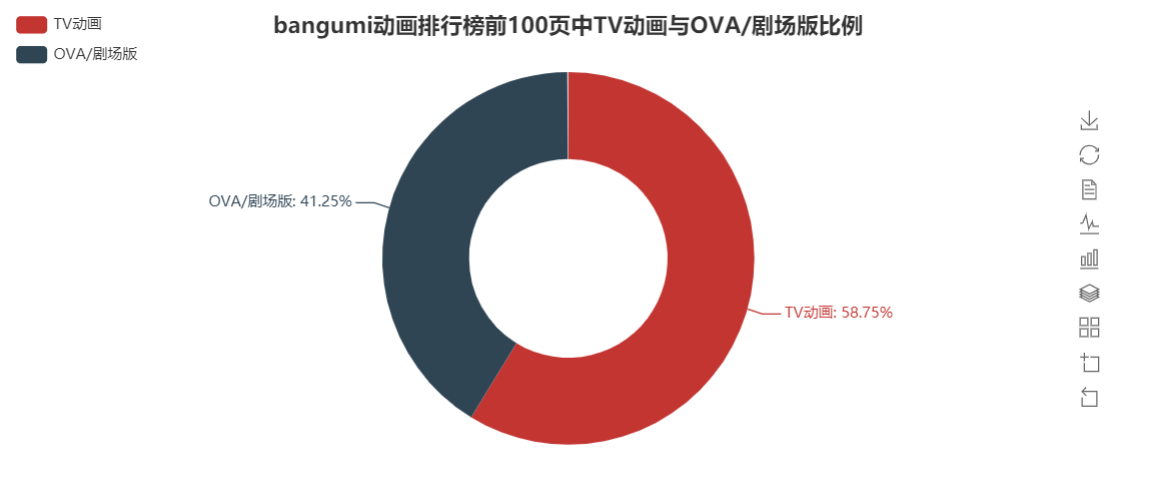 TV动画
OVA/剧场版
bangumi动画排行榜前100页中TV动画与OVA/剧场版比例
OVA/剧场版: 41.25%
TV动画: 58.75%